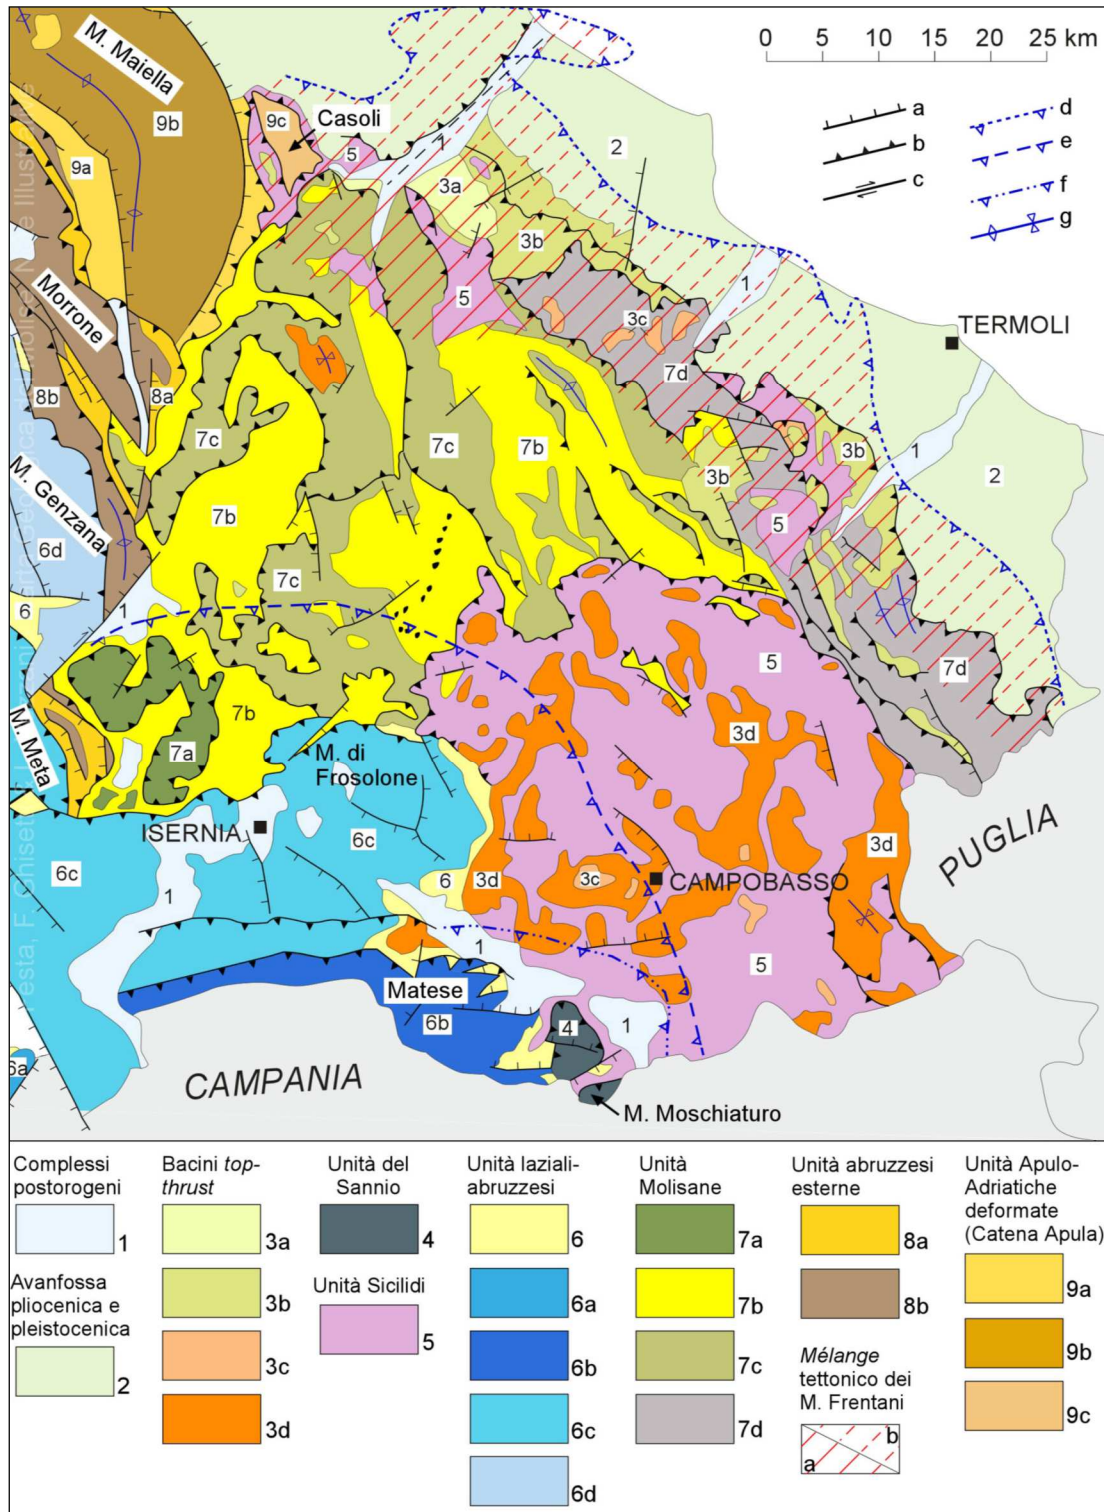 0 5 10 15 20 25 km
M. Maiella
9b
9c
Casoli
5
1
2
a
b
c
d
e
f
g
9a
3a
3b
5
3c
1
7d
TERMOLI
Morrone
8b
8a
7c
7c
7b
3b
3b
1
2
M. Genzana
6d
7b
7c
5
6
1
5
7d
M. Meta
7b
7a
M. di
Frosolone
3d
ISERNIA
6c
6c
PUGLIA
3d
1
6
3d
3c
CAMPOBASSO
1
5
Matese
6b
4
1
6a
CAMPANIA
M. Moschiaturo
Complessi
postorogeni
1
Avanfossa
pliocenica e
pleistocenica
2
Bacini top-
thrust
3a
3b
3c
3d
Unità del
Sannio
4
Unità Sicilidi
5
Unità laziali-
abruzzesi
6
6a
6b
6c
6d
Unità
Molisane
7a
7b
7c
7d
Unità abruzzesi
esterne
8a
8b
Mélange
tettonico dei
M. Frentani
a
b
Unità Apulo-
Adriatiche
deformate
(Catena Apula)
9a
9b
9c